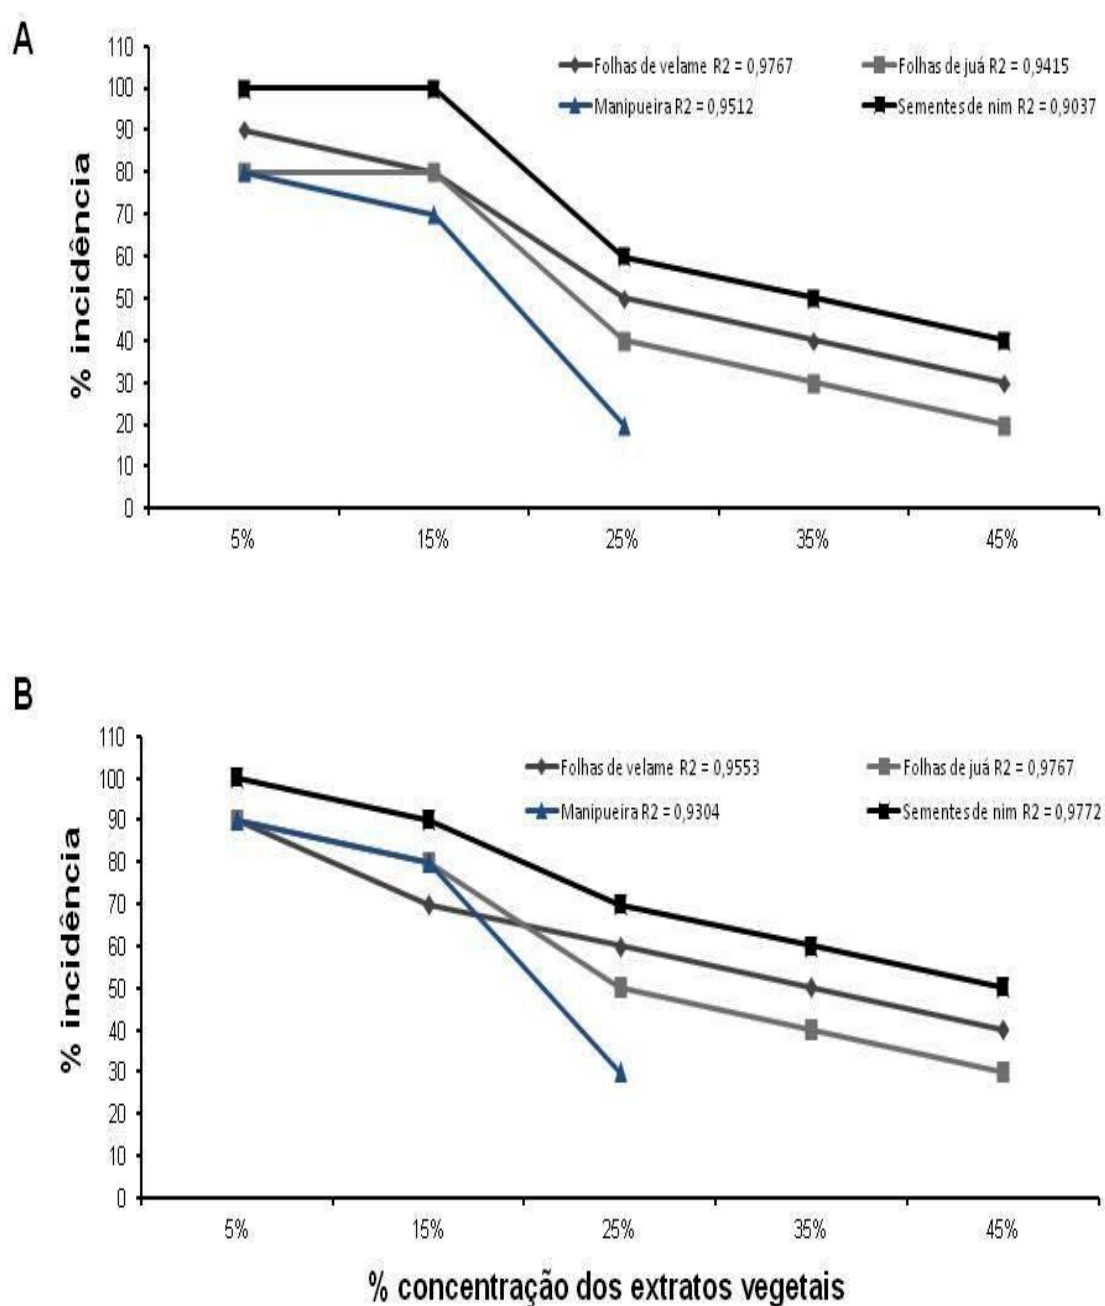 A
110
Folhas de velame R2 = 0,9767
Folhas de juá R2 = 0,9415
100
Manipueira R2 = 0,9512
Sementes de nim R2 = 0,9037
90
80
70
60
50
40
30
20
10
0
% incidência
5% 15% 25% 35% 45%
B
110
Folhas de velame R2 = 0,9553
Folhas de juá R2 = 0,9767
100
Manipueira R2 = 0,9304
Sementes de nim R2 = 0,9772
90
80
70
60
50
40
30
20
10
0
% incidência
5% 15% 25% 35% 45%
% concentração dos extratos vegetais